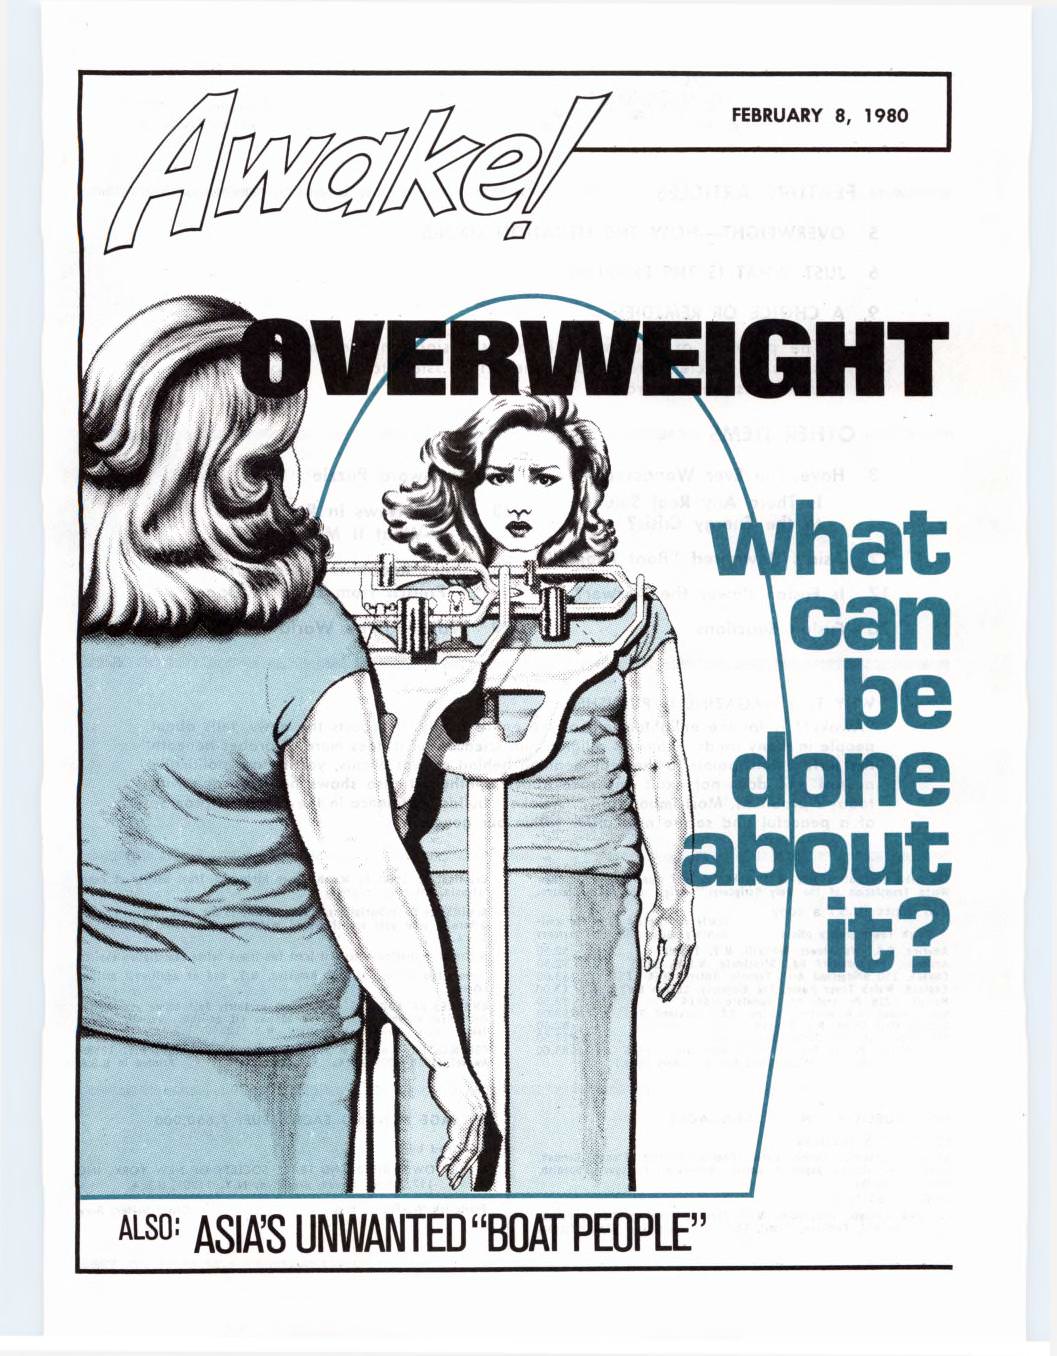 Awake!
FEBRUARY 8, 1980
OVERWEIGHT
what
can
be
done
about
it?
ALSO: ASIA'S UNWANTED "BOAT PEOPLE"